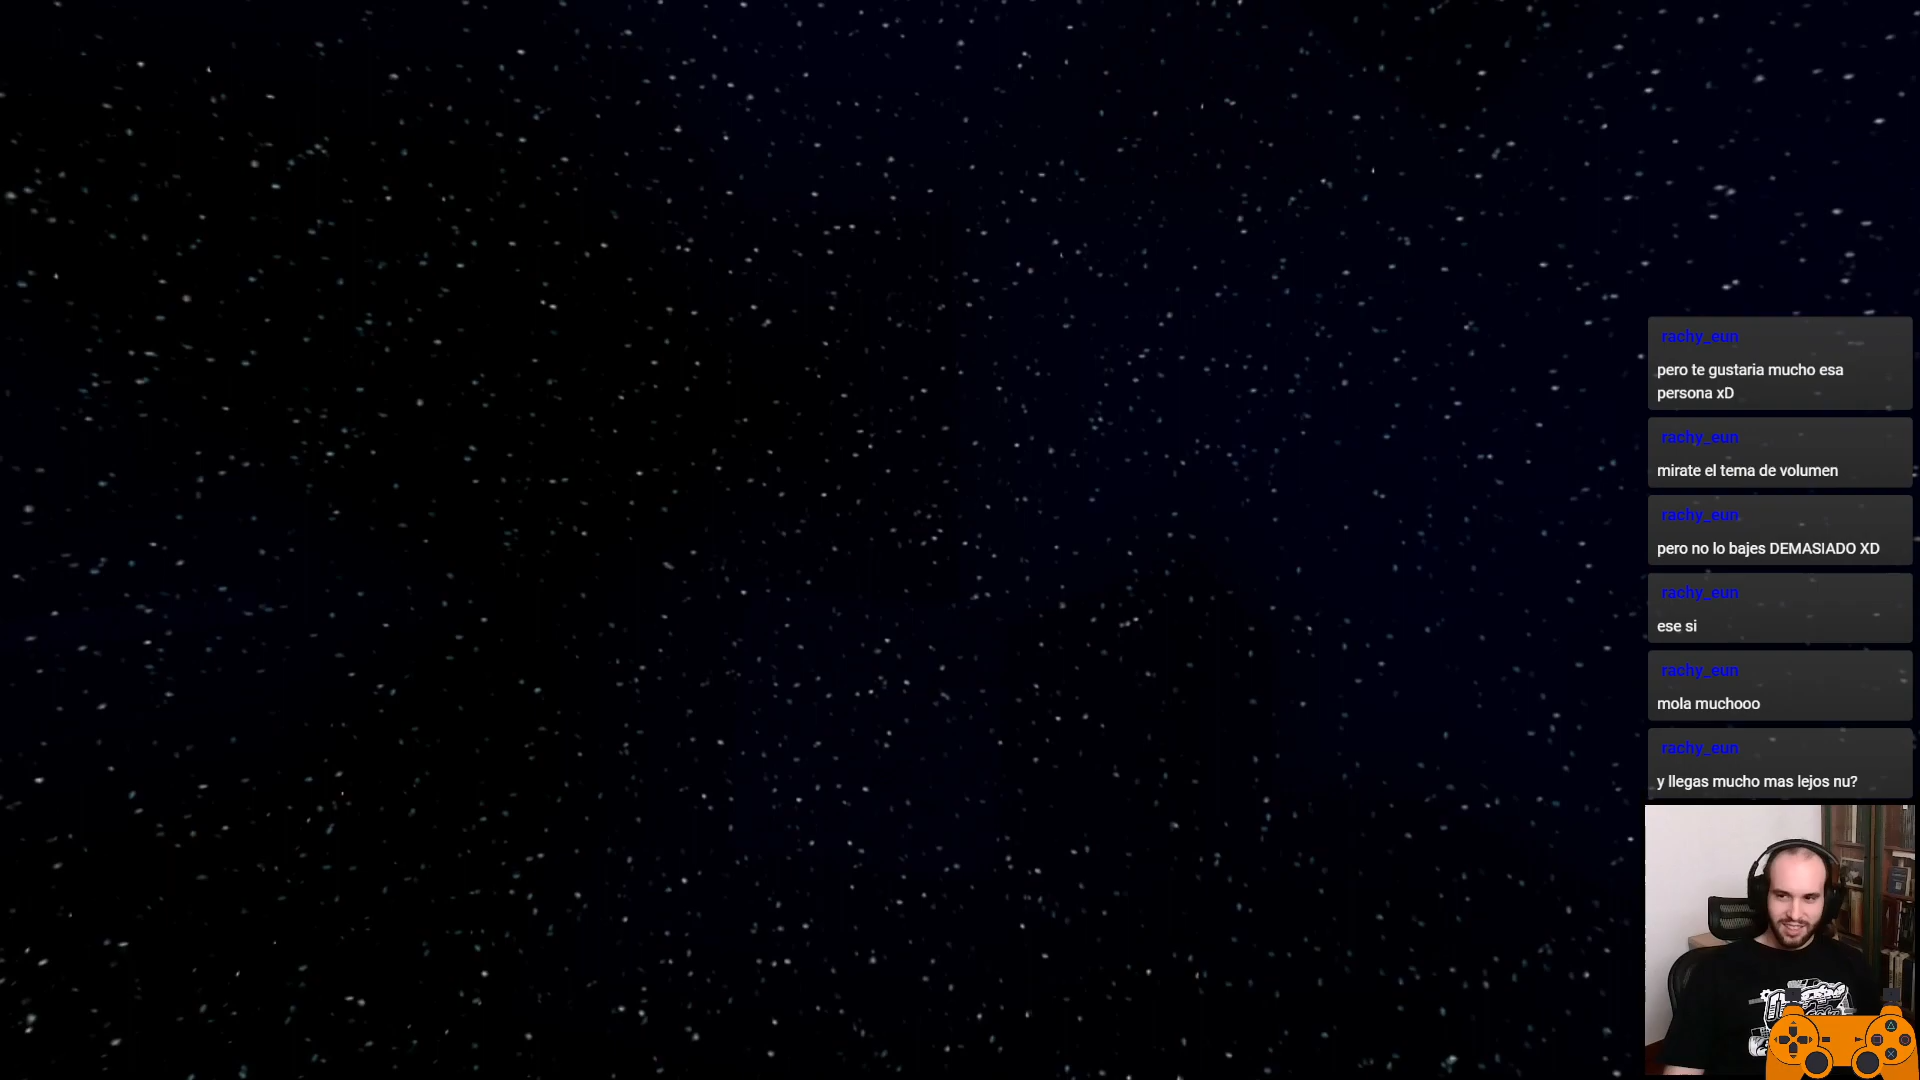 rachy_eun
pero te gustaria mucho esa
persona xD
rachy_eun
mirate el tema de volumen
rachy_eun
pero no lo bajes DEMASIADO XD
rachy_eun
ese si
rachy_eun
mola muchooo
rachy_eun
y llegas mucho mas lejos nu?